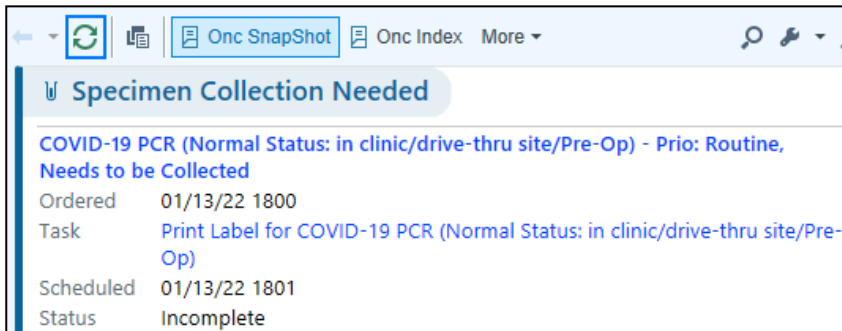 Onc SnapShot Onc Index More
Specimen Collection Needed
COVID-19 PCR (Normal Status: in clinic/drive-thru site/Pre-Op) - Prio: Routine,
Needs to be Collected
Ordered 01/13/22 1800
Task Print Label for COVID-19 PCR (Normal Status: in clinic/drive-thru site/Pre-
Op)
Scheduled 01/13/22 1801
Status Incomplete